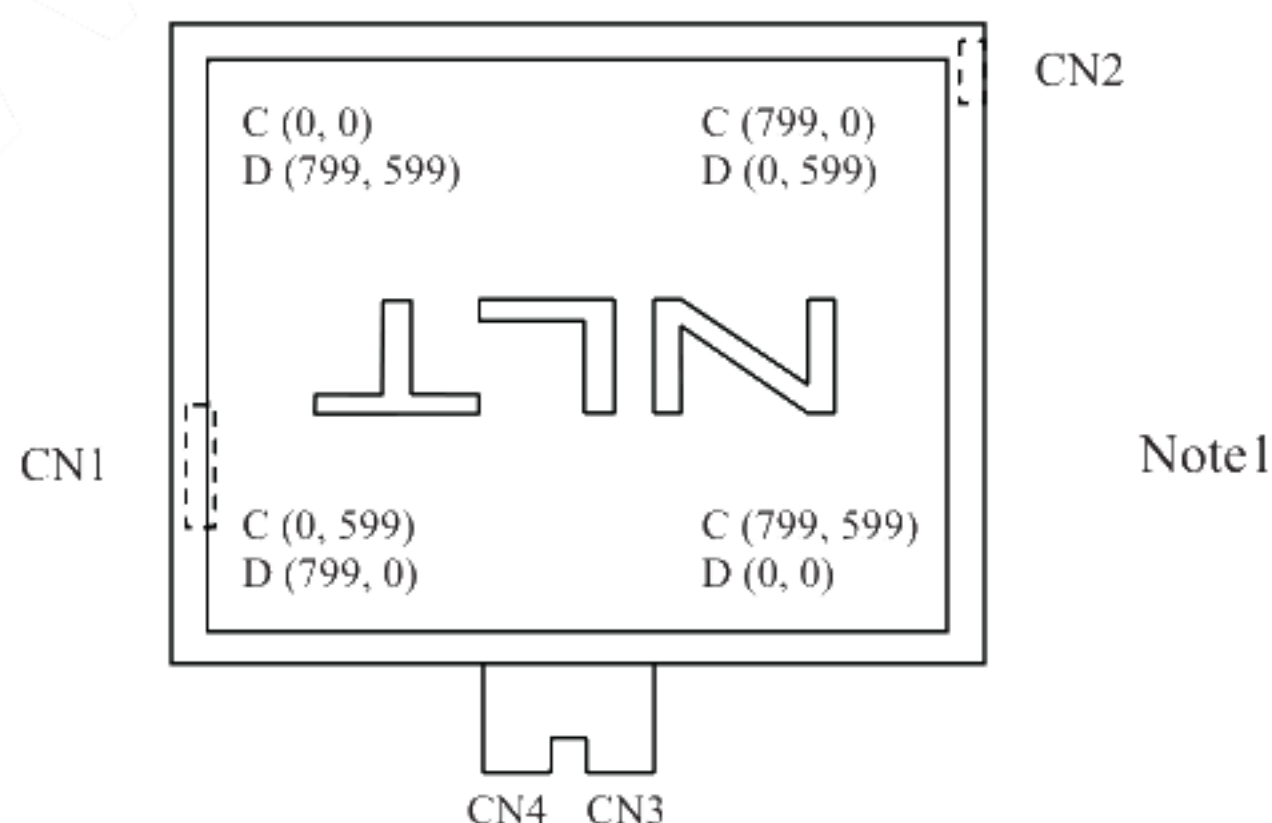 CN2
C (0, 0)
C (799, 0)
D (799, 599)
D (0, 599)
NLT
CN1
Note1
C (0, 599)
C (799, 599)
D (799, 0)
D (0, 0)
CN4
CN3